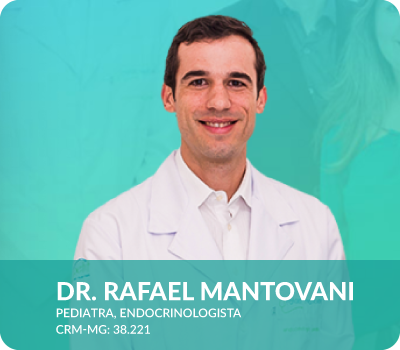 DR. RAFAEL MANTOVANI
PEDIATRA, ENDOCRINOLOGISTA
CRM-MG: 38.221